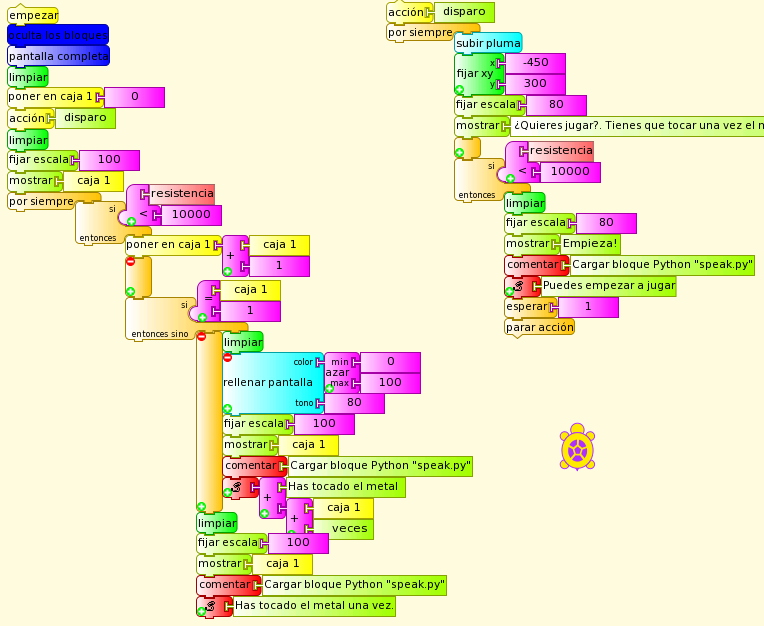 empezar
oculta los bloques
pantalla completa
limpiar
poner en caja 1 0
acción disparo
limpiar
fijar escala 100
mostrar caja 1
por siempre
si resistencia
< 10000
entonces
poner en caja 1 + caja 1
1
si = caja 1
1
entonces sino
limpiar
rellenar pantalla color azar min 0
max 100
tono 80
fijar escala 100
mostrar caja 1
comentar Cargar bloque Python "speak.py"
+ Has tocado el metal
+ caja 1
veces
limpiar
fijar escala 100
mostrar caja 1
comentar Cargar bloque Python "speak.py"
Has tocado el metal una vez.
acción disparo
por siempre
subir pluma
fijar xy x -450
y 300
fijar escala 80
mostrar ¿Quieres jugar?. Tienes que tocar una vez el
si resistencia
< 10000
entonces
limpiar
fijar escala 80
mostrar Empieza!
comentar Cargar bloque Python "speak.py"
Puedes empezar a jugar
esperar 1
parar acción